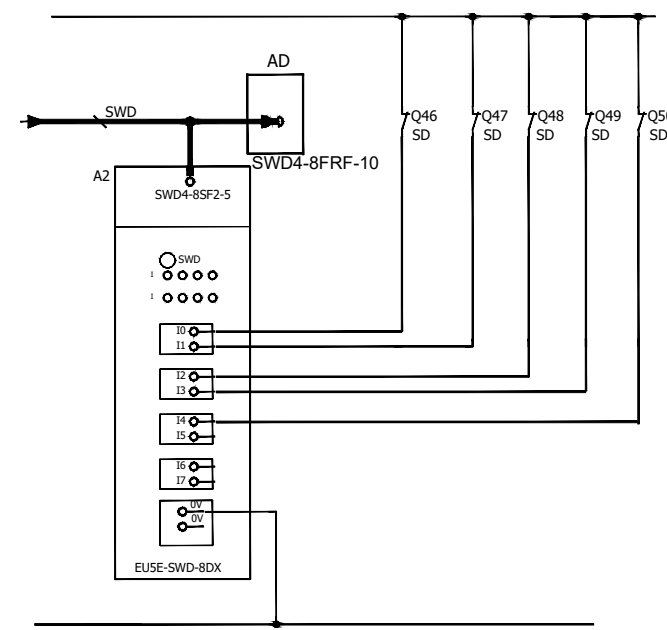 AD
SWD
Q46
SD
Q47
SD
Q48
SD
Q49
SD
SD
SWD4-8FRF-10
A2
SWD4-8SF2-5
SWD
I
I
I0
I1
I2
I3
I4
I5
I6
I7
0V
0V
EU5E-SWD-8DX